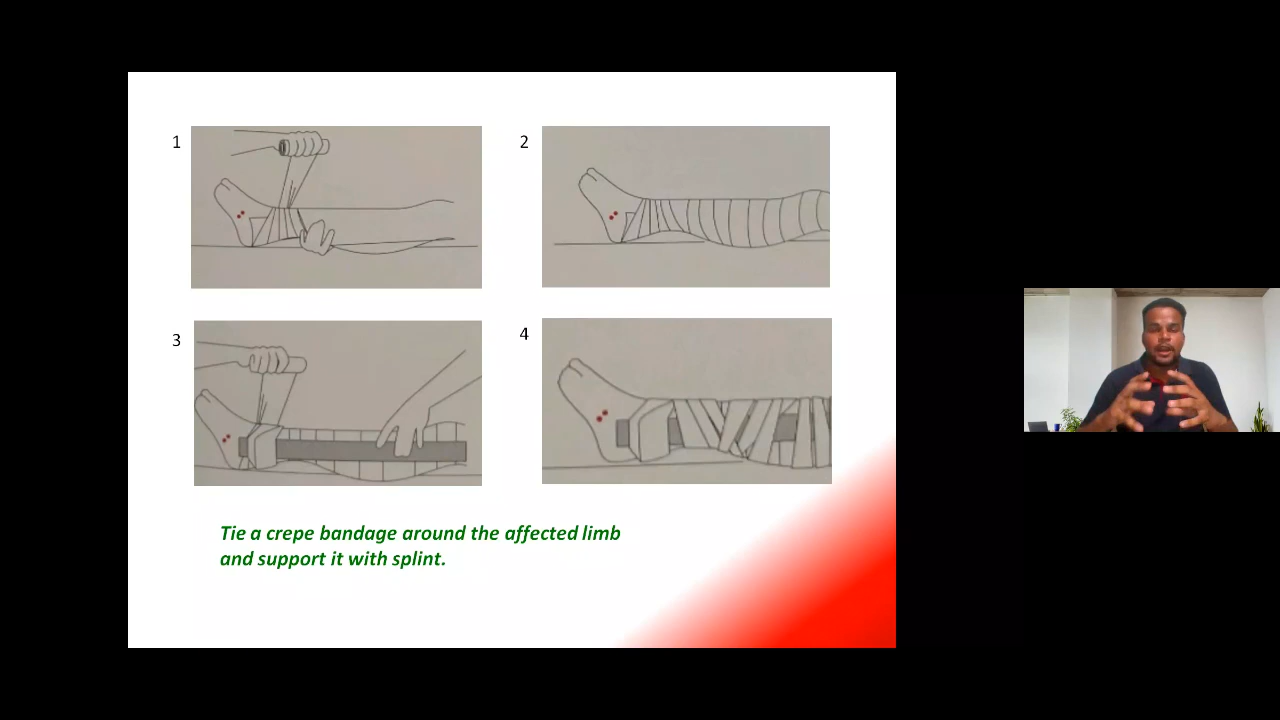 1
2
3
4
Tie a crepe bandage around the affected limb
and support it with splint.